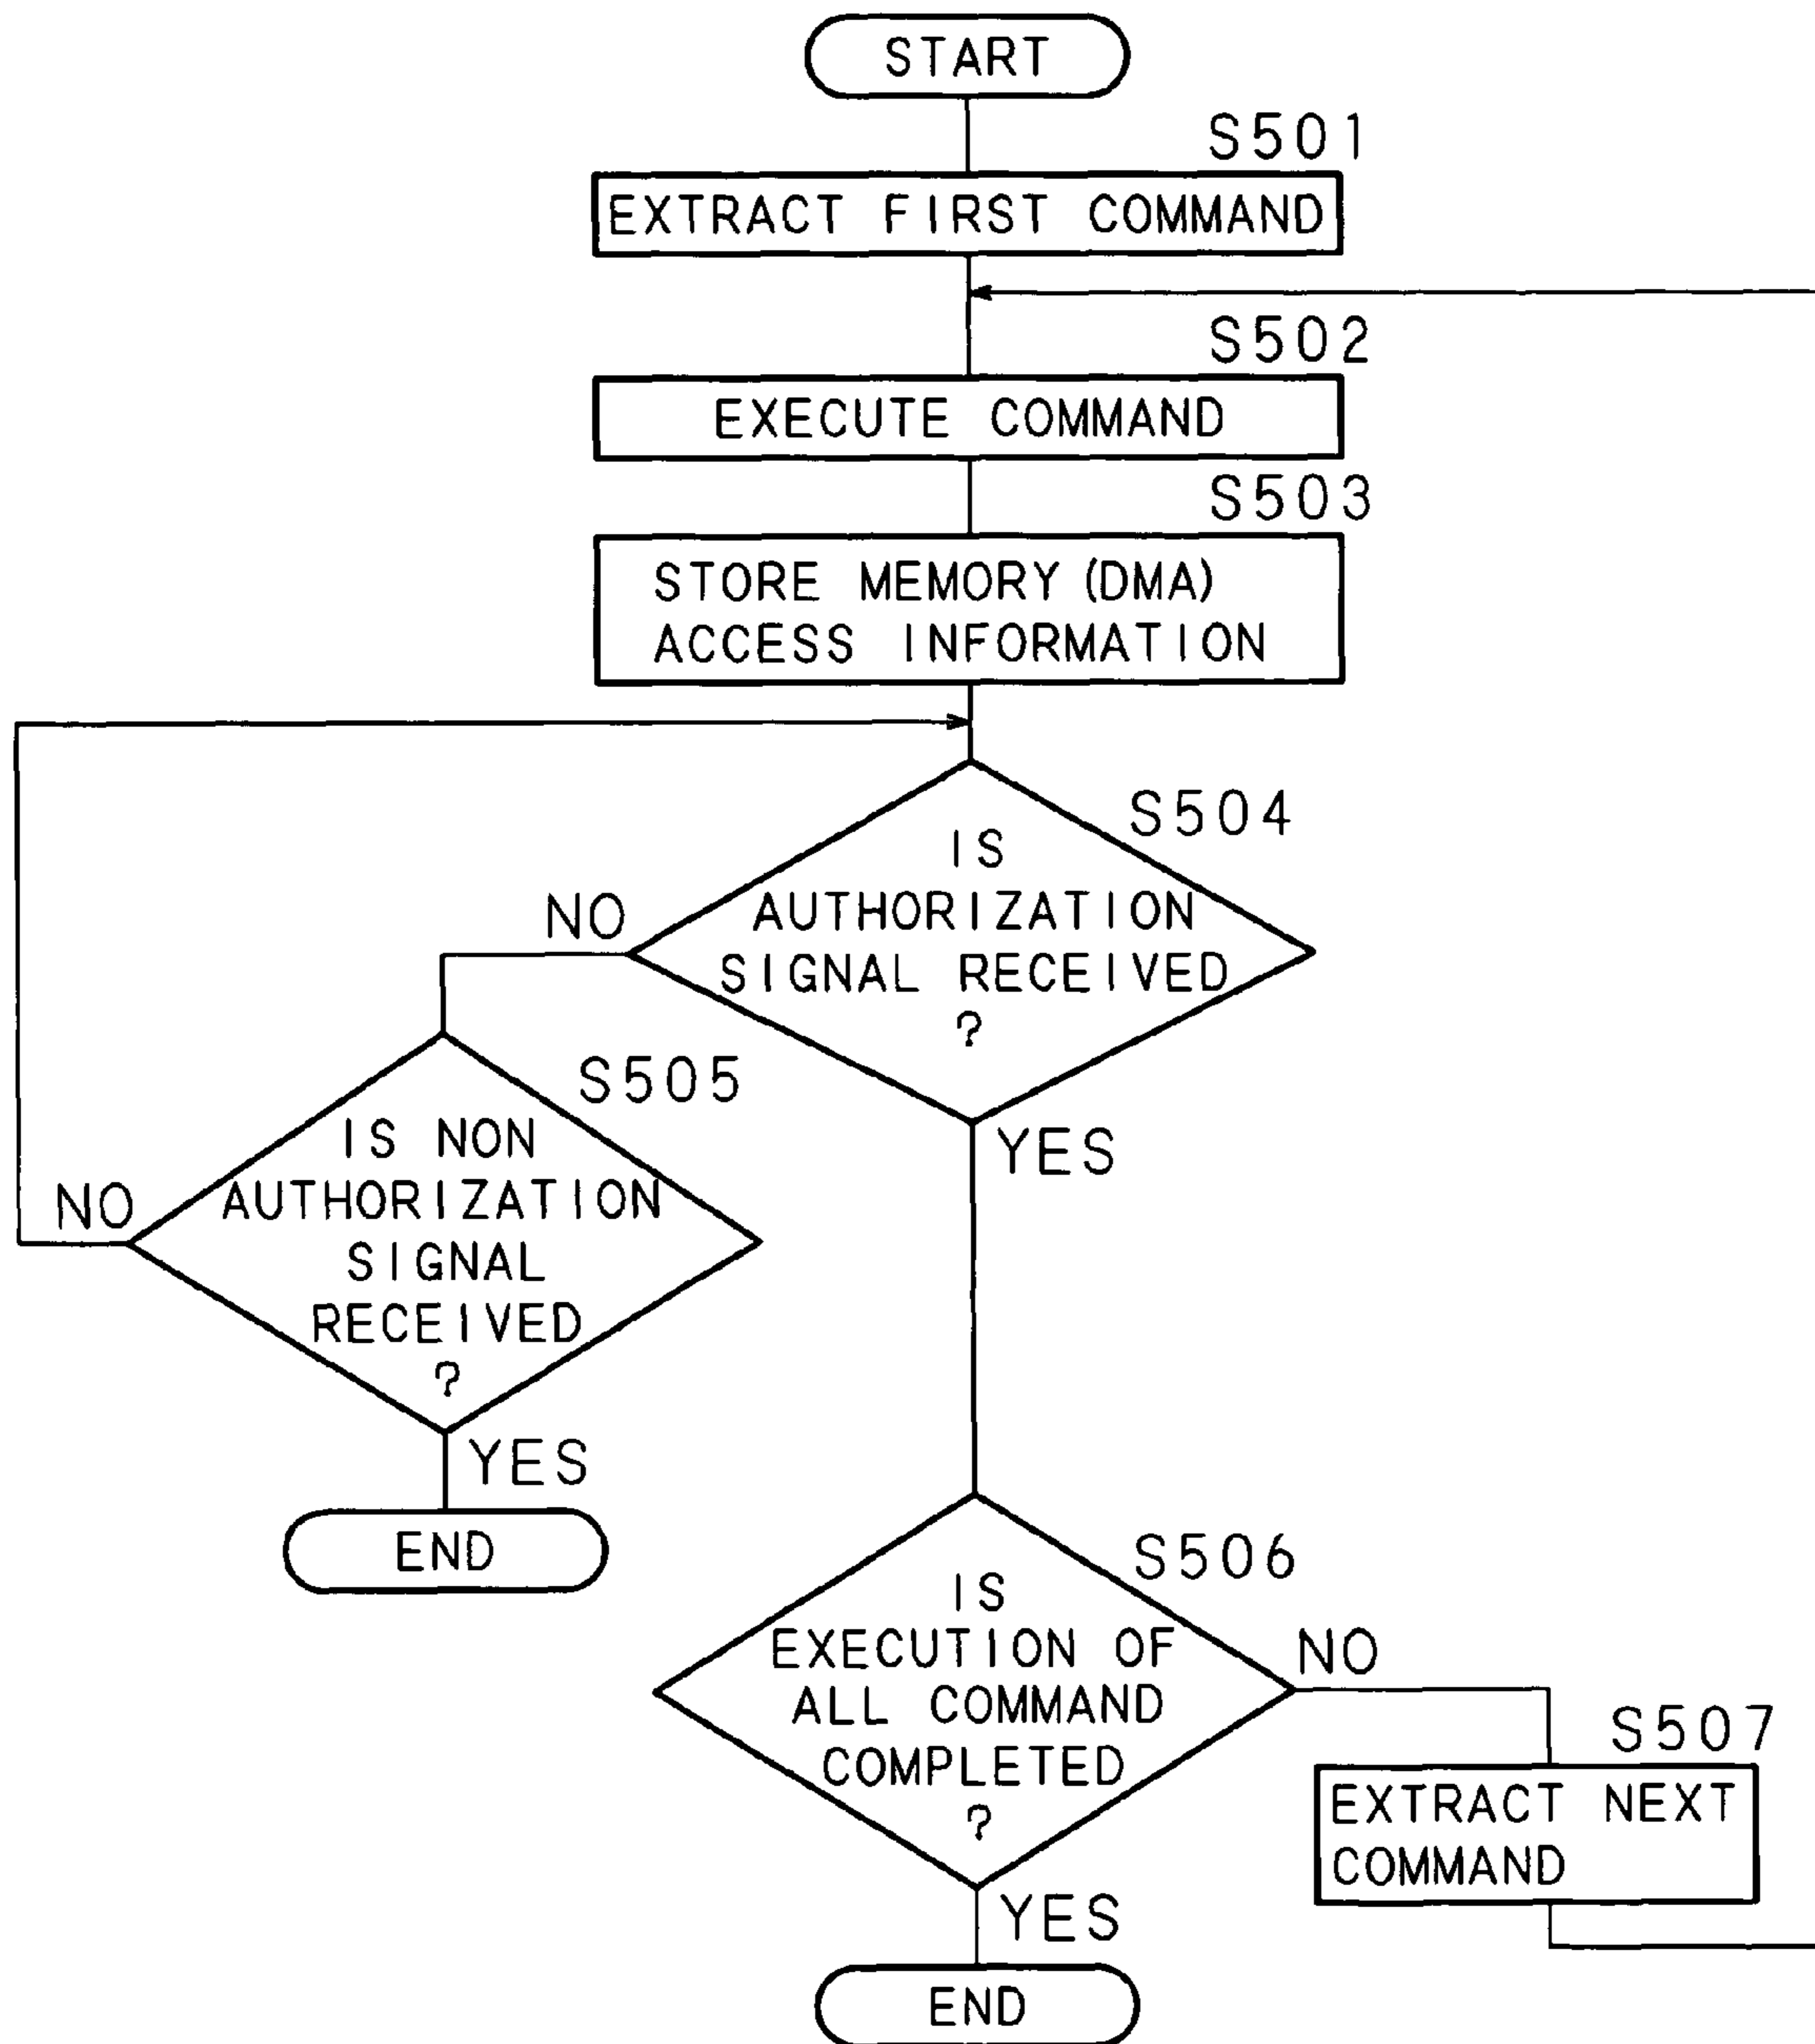 START
S501
EXTRACT FIRST COMMAND
S502
EXECUTE COMMAND
S503
STORE MEMORY (DMA)
ACCESS INFORMATION
S504
IS
AUTHORIZATION
SIGNAL RECEIVED
?
NO
YES
S505
IS NON
AUTHORIZATION
SIGNAL
RECEIVED
?
NO
YES
END
S506
IS
EXECUTION OF
ALL COMMAND
COMPLETED
?
NO
S507
EXTRACT NEXT
COMMAND
YES
END